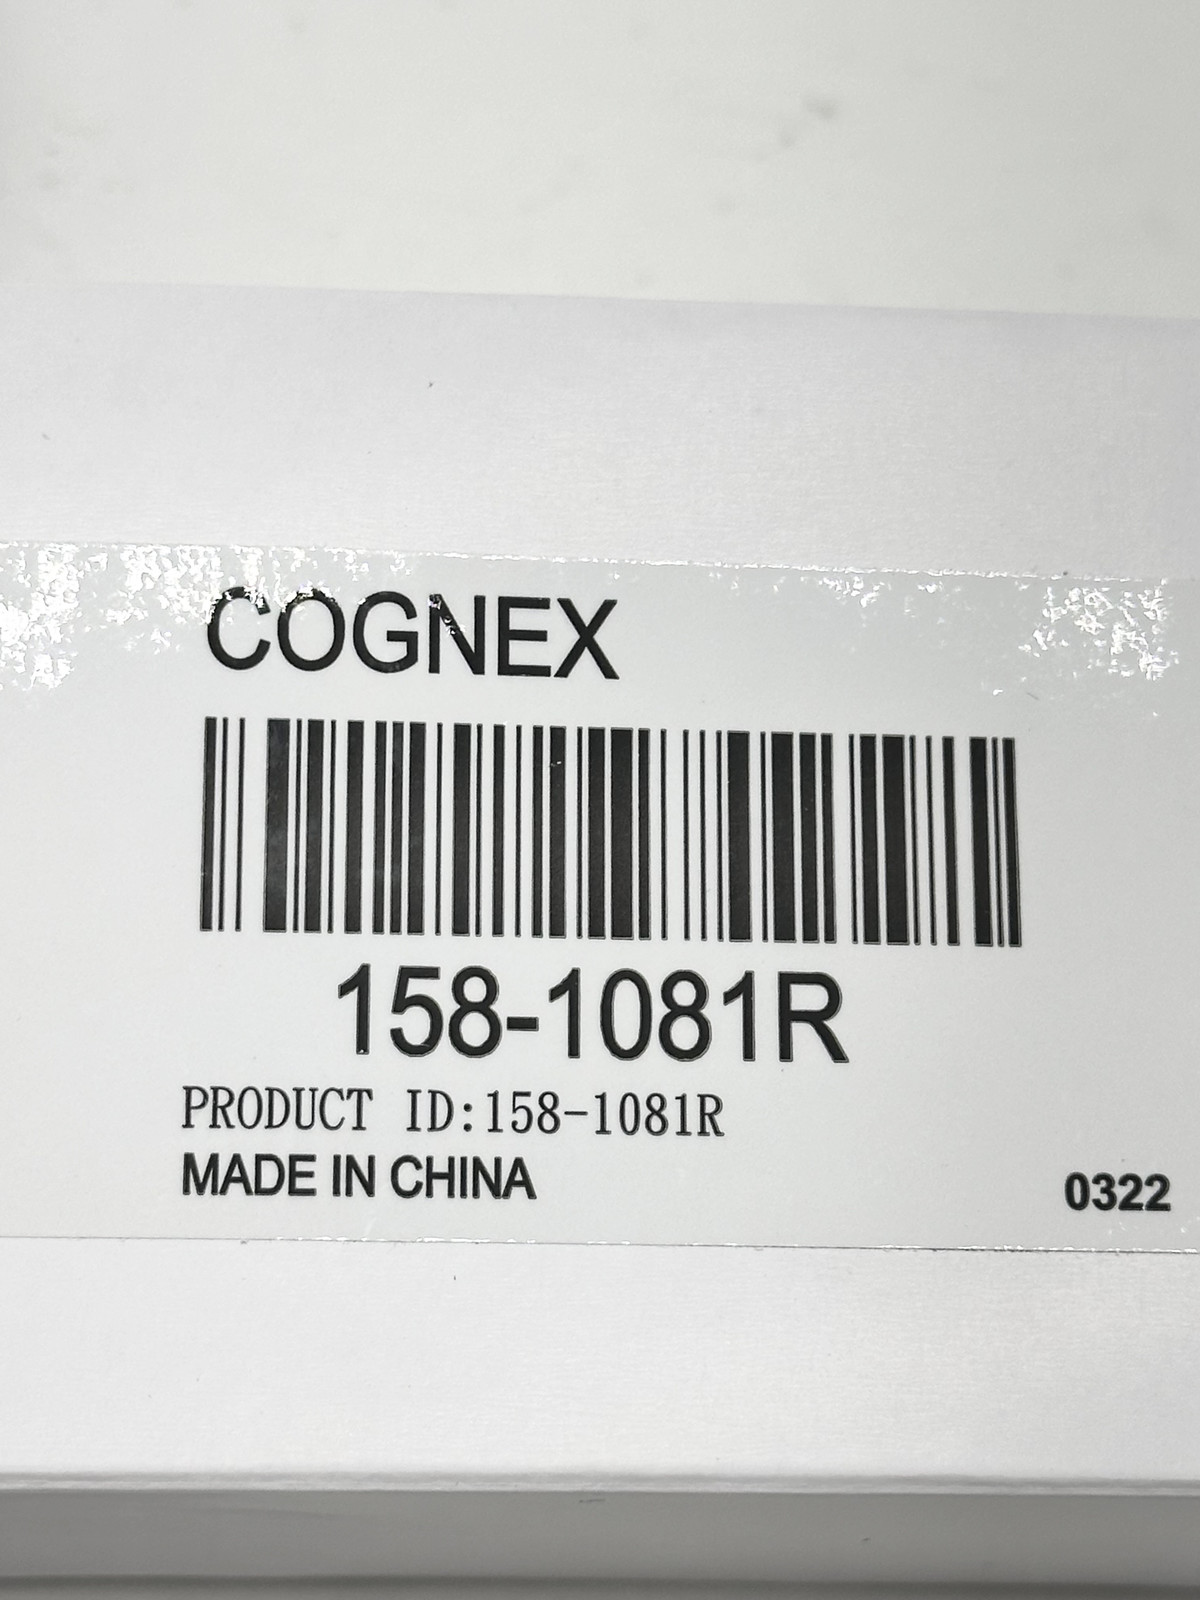 COGNEX
158-1081R
PRODUCT ID:158-1081R
MADE IN CHINA
0322